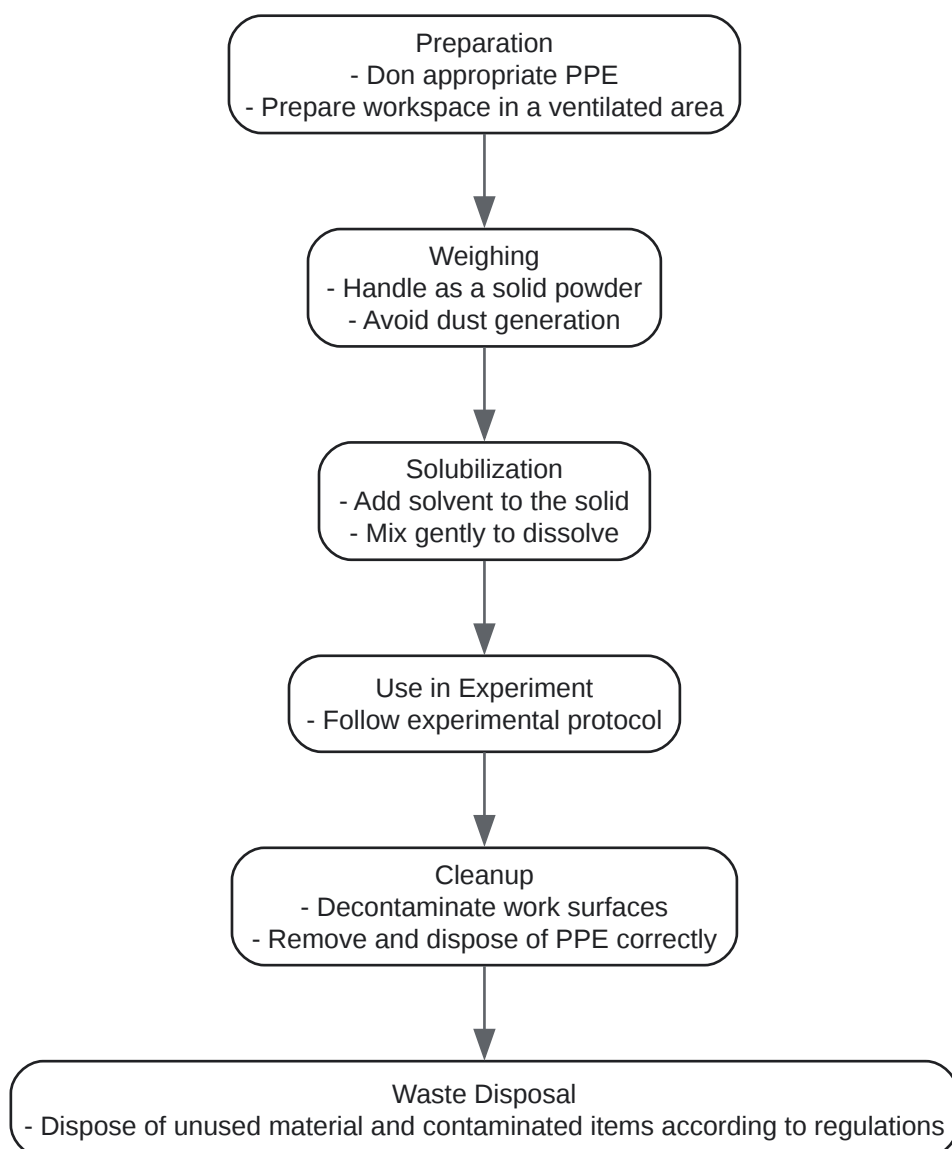 Preparation
- Don appropriate PPE
- Prepare workspace in a ventilated area
Weighing
- Handle as a solid powder
- Avoid dust generation
Solubilization
- Add solvent to the solid
- Mix gently to dissolve
Use in Experiment
- Follow experimental protocol
Cleanup
- Decontaminate work surfaces
- Remove and dispose of PPE correctly
Waste Disposal
- Dispose of unused material and contaminated items according to regulations